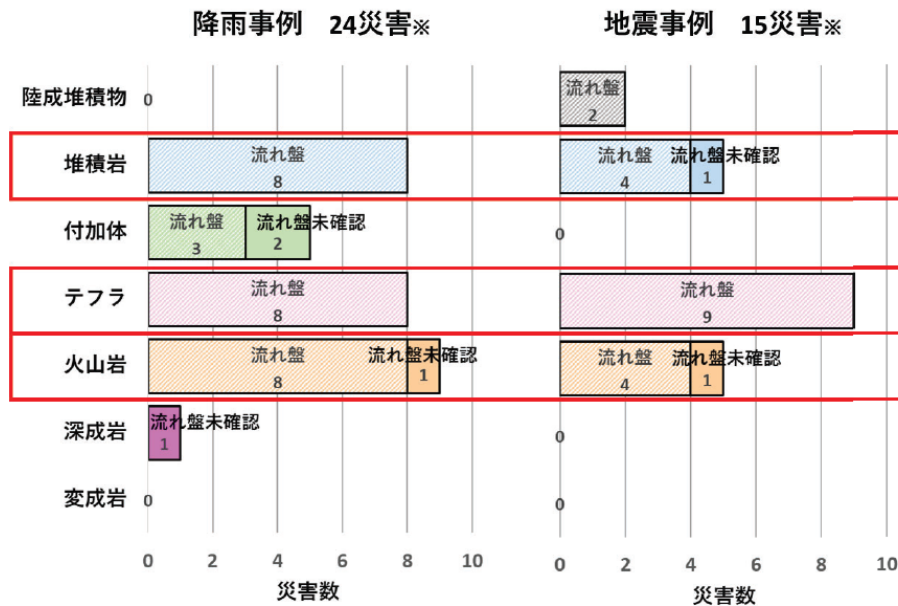 降雨事例　24災害※
地震事例　15災害※
陸成堆積物
0
流れ盤
2
堆積岩
流れ盤
8
流れ盤
4
流れ盤未確認
1
付加体
流れ盤
3
流れ盤未確認
2
0
テフラ
流れ盤
8
流れ盤
9
火山岩
流れ盤
8
流れ盤未確認
1
流れ盤
4
流れ盤未確認
1
深成岩
流れ盤未確認
1
0
変成岩
0
0
0 2 4 6 8 10
0 2 4 6 8 10
災害数
災害数